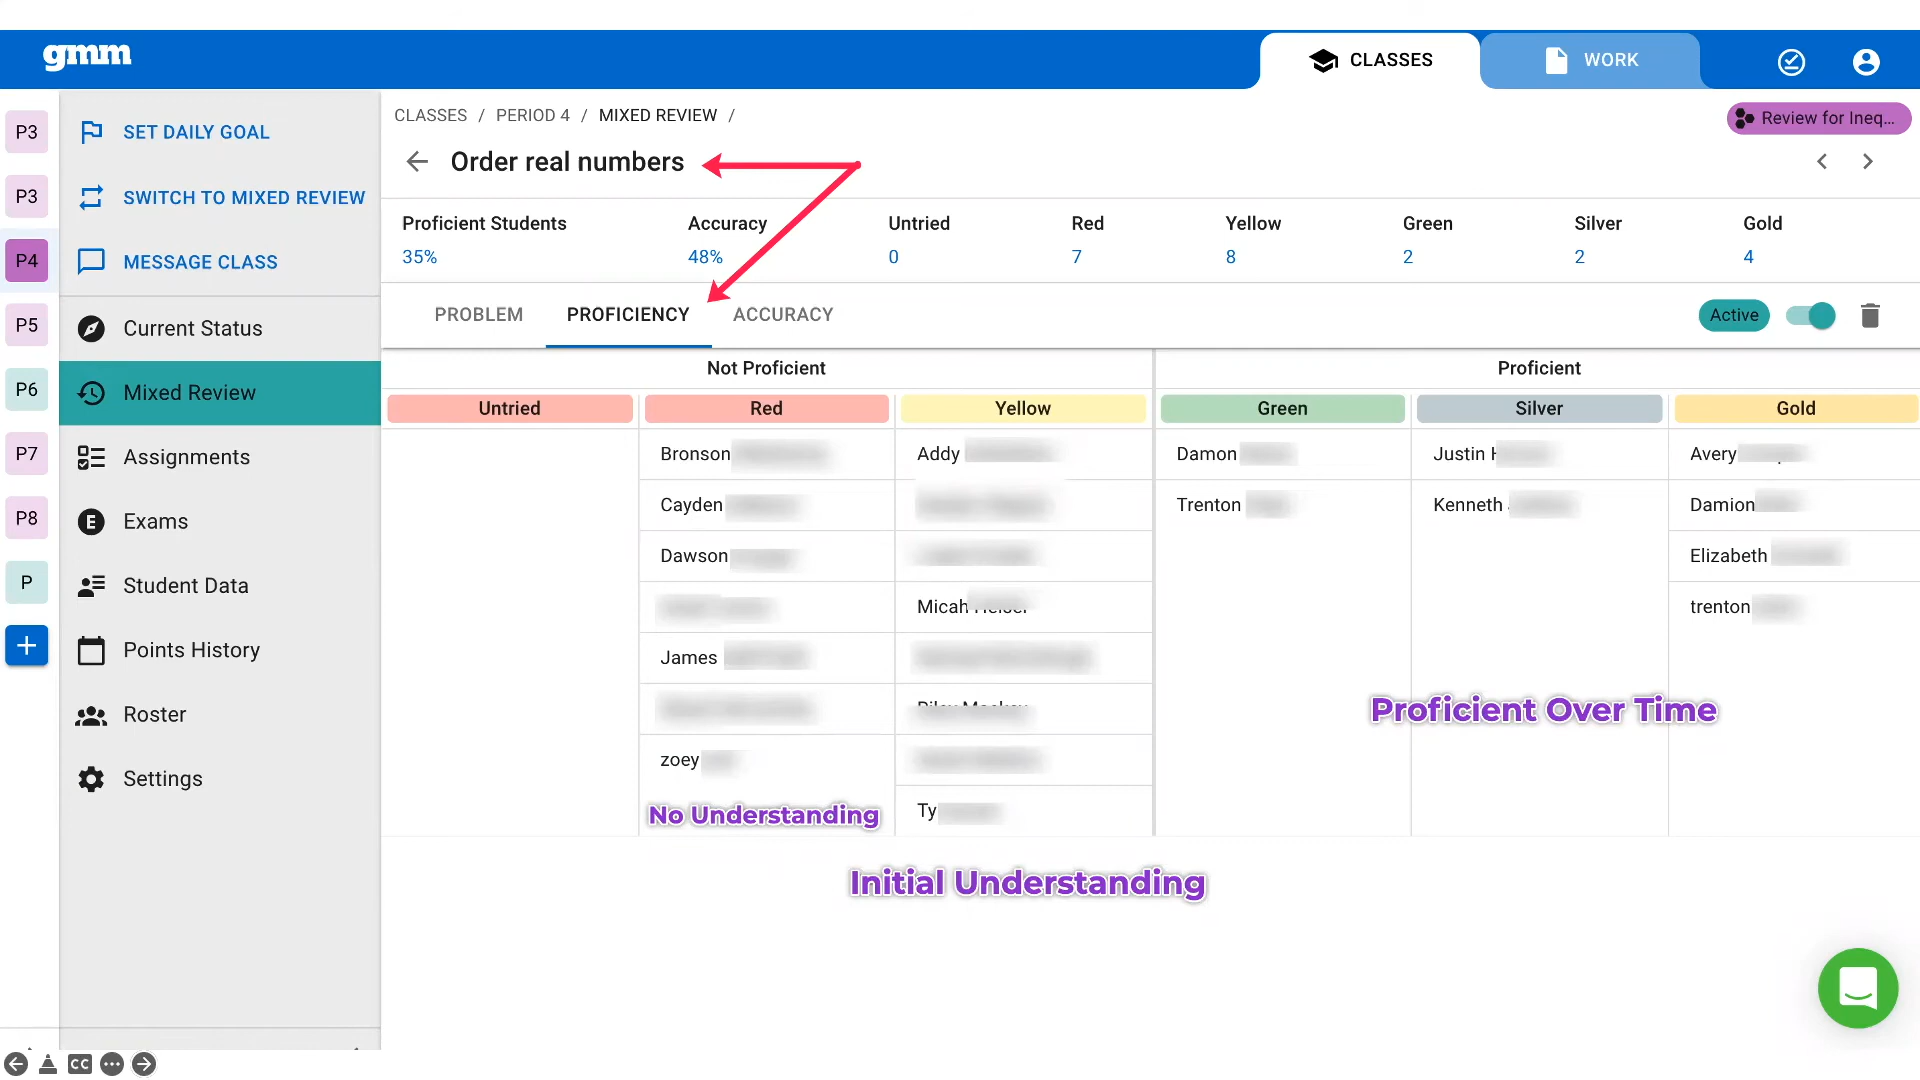 gmm
CLASSES
WORK
P3
P3
P4
P5
P6
P7
P8
P
+
SET DAILY GOAL
SWITCH TO MIXED REVIEW
MESSAGE CLASS
Current Status
Mixed Review
Assignments
E
Exams
Student Data
Points History
Roster
Settings
CLASSES / PERIOD 4 / MIXED REVIEW /
Review for Ineq...
Order real numbers
Proficient Students Accuracy Untried Red Yellow Green Silver Gold
35% 48% 0 7 8 2 2 4
PROBLEM PROFICIENCY ACCURACY
Active
Not Proficient Proficient
Untried Red Yellow Green Silver Gold
Bronson Addy Damon Justin Avery
Cayden Trenton Kenneth Damion
Dawson Elizabeth
Micah trenton
James
zoey
Ty
Proficient Over Time
No Understanding
Initial Understanding
CC